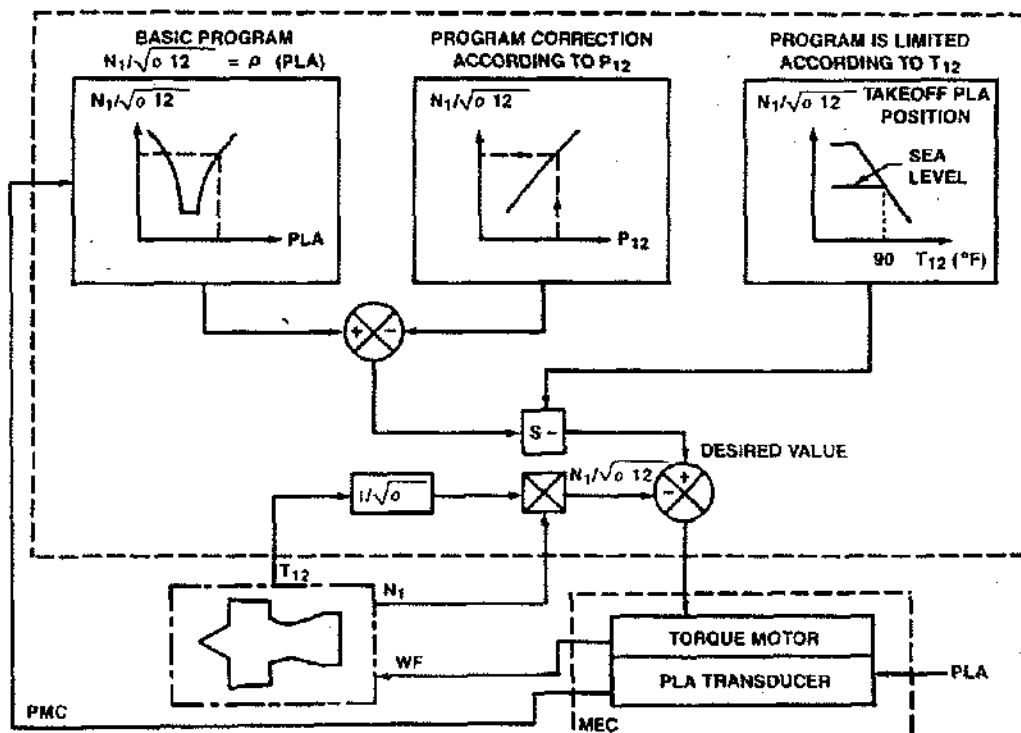 BASIC PROGRAM
N1/√σ 12 = ρ (PLA)
N1/√σ 12
PLA
PROGRAM CORRECTION
ACCORDING TO P12
N1/√σ 12
P12
PROGRAM IS LIMITED
ACCORDING TO T12
N1/√σ 12
TAKEOFF PLA
POSITION
SEA
LEVEL
90
T12 (°F)
+
-
S -
DESIRED VALUE
1/√σ
N1/√σ 12
+
-
T12
N1
WF
TORQUE MOTOR
PLA TRANSDUCER
PLA
PMC
MEC